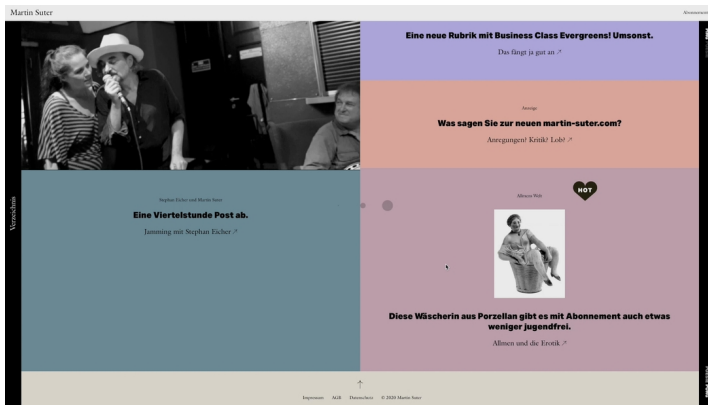 Martin Suter
Abonnement
Verzeichnis
Eine neue Rubrik mit Business Class Evergreens! Umsonst.
Das fängt ja gut an ↗
Anzeige
Was sagen Sie zur neuen martin-suter.com?
Anregungen! Kritik! Lob? ↗
Stephan Eicher und Martin Suter
Eine Viertelstunde Post ab.
Jamming mit Stephan Eicher ↗
HOT
Diese Wäscherin aus Porzellan gibt es mit Abonnement auch etwas
weniger jugendfrei.
Allmen und die Erotik ↗
↑
Impressum AGB Datenschutz © 2020 Martin Suter